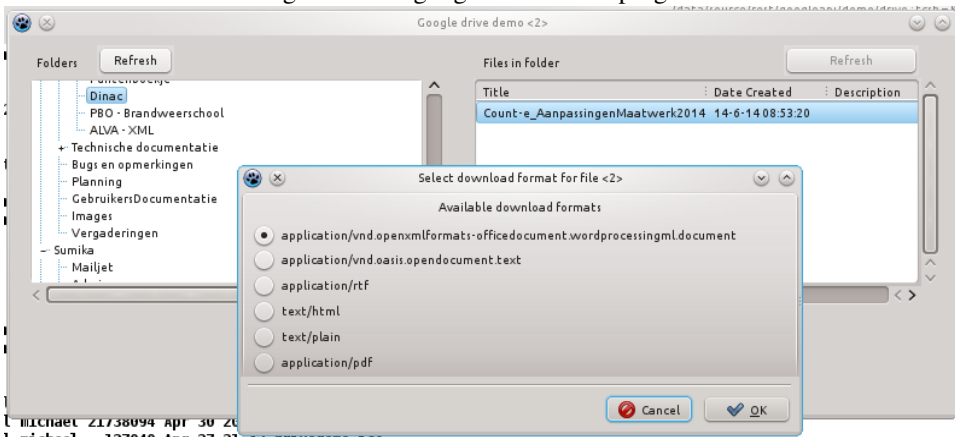 Google drive demo <2>
Folders
Refresh
Dinac
PBO - Brandweerschool
ALVA - XML
Technische documentatie
Bugs en opmerkingen
Planning
GebruikersDocumentatie
Images
Vergaderingen
Sumika
Mailjet
Files in folder
Refresh
Title Date Created Description
Count-e_AanpassingenMaatwerk2014 14-6-14 08:53:20
Select download format for file <2>
Available download formats
application/vnd.openxmlformats-officedocument.wordprocessingml.document
application/vnd.oasis.opendocument.text
application/rtf
text/html
text/plain
application/pdf
Cancel
OK
michael 21738094 Apr 30